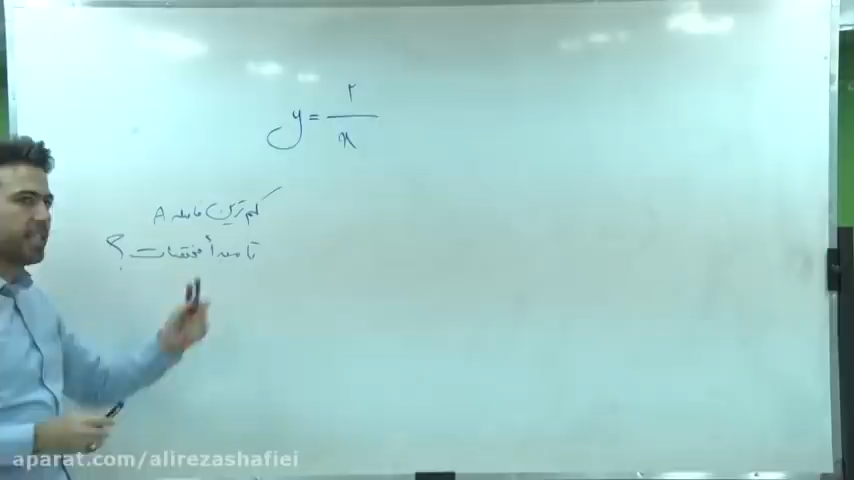 y = ۲/x
کم ترین فاصله A
تا مبدأ مختصات ؟
aparat.com/alirezashafiei